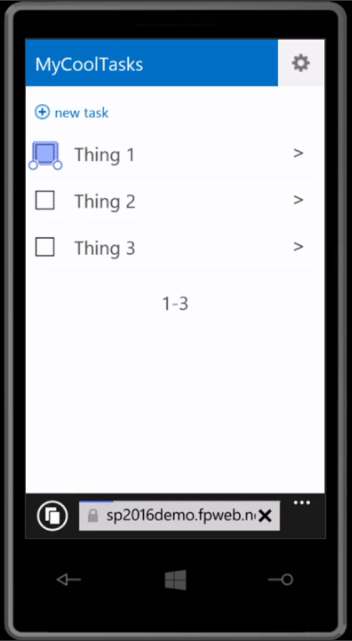 MyCoolTasks
new task
Thing 1 >
Thing 2 >
Thing 3 >
1-3
sp2016demo.fpweb.n